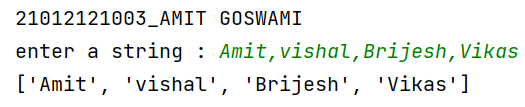 21012121003_AMIT GOSWAMI
enter a string : Amit,vishal,Brijesh,Vikas
['Amit', 'vishal', 'Brijesh', 'Vikas']